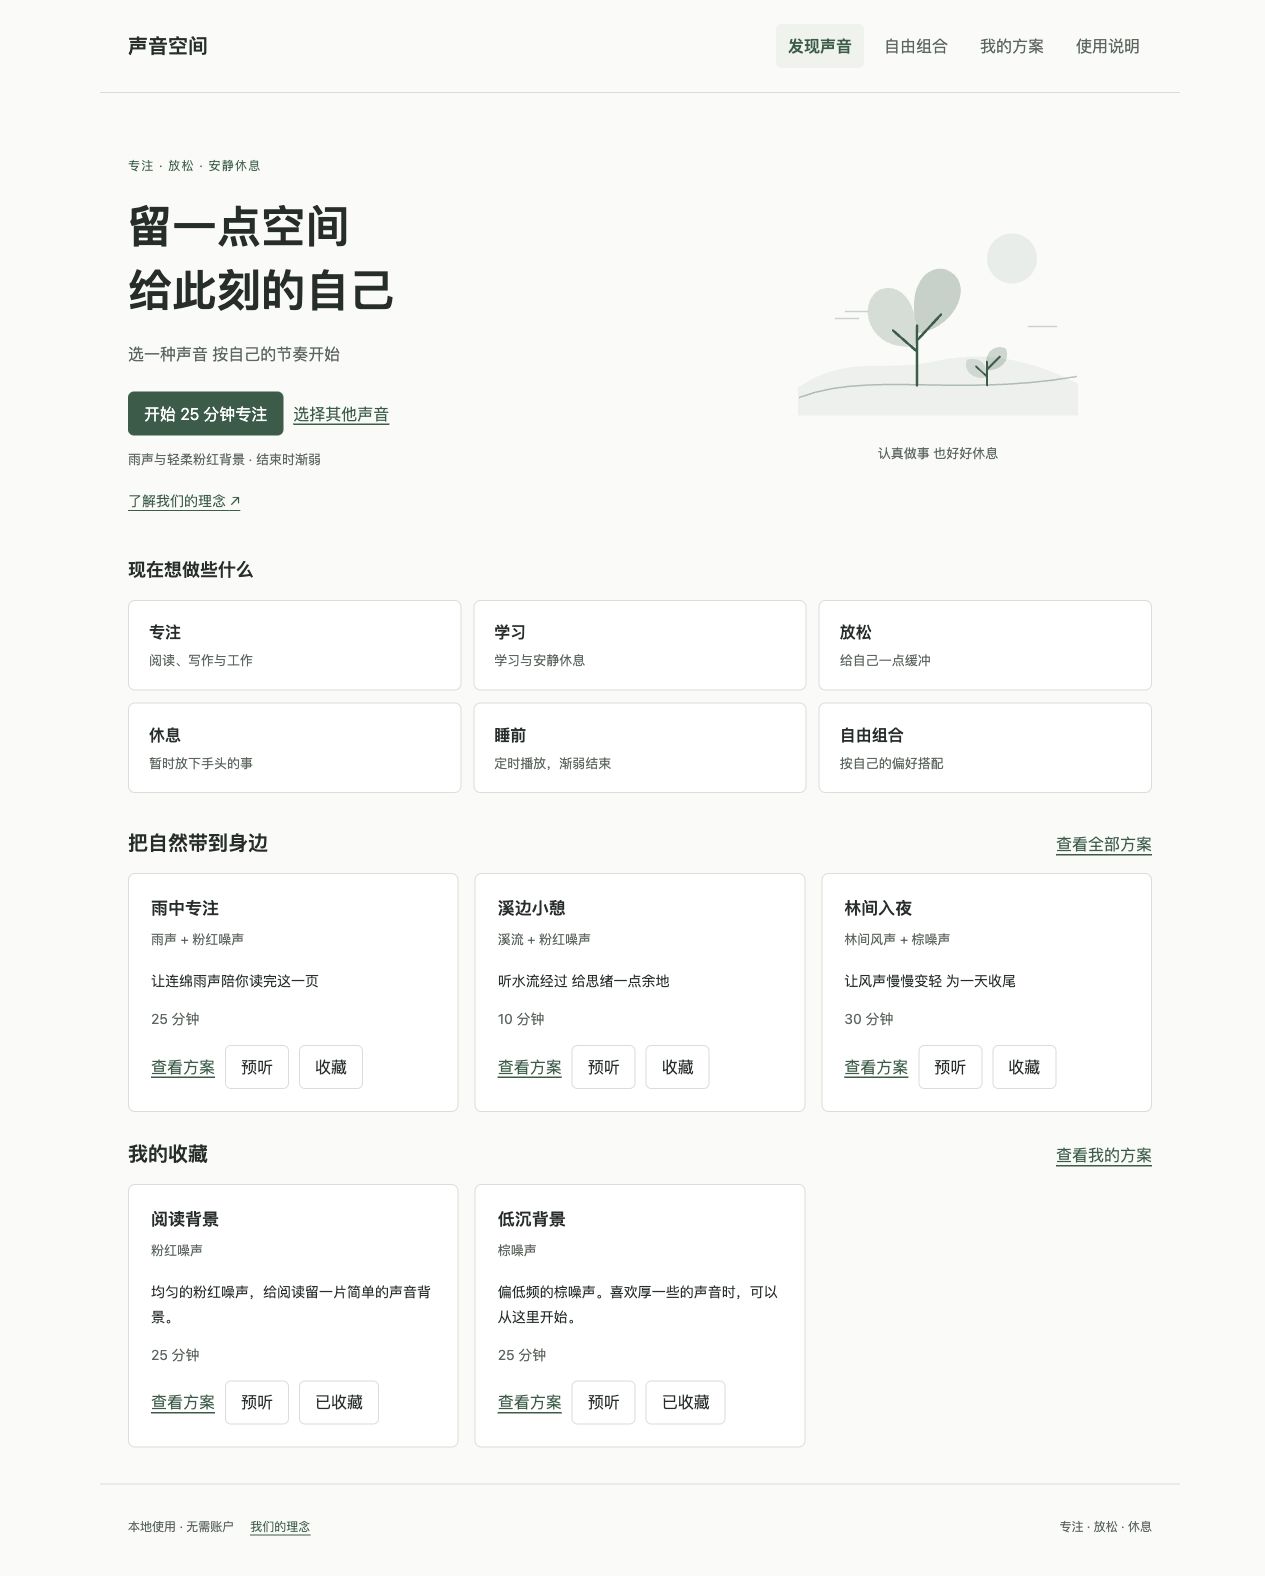 声音空间
发现声音 自由组合 我的方案 使用说明
专注 · 放松 · 安静休息
留一点空间
给此刻的自己
选一种声音 按自己的节奏开始
开始 25 分钟专注 选择其他声音
雨声与轻柔粉红背景 · 结束时渐弱
了解我们的理念 ↗
认真做事 也好好休息
现在想做些什么
专注
阅读、写作与工作
学习
学习与安静休息
放松
给自己一点缓冲
休息
暂时放下手头的事
睡前
定时播放，渐弱结束
自由组合
按自己的偏好搭配
把自然带到身边
查看全部方案
雨中专注
雨声 + 粉红噪声
让连绵雨声陪你读完这一页
25 分钟
查看方案 预听 收藏
溪边小憩
溪流 + 粉红噪声
听水流经过 给思绪一点余地
10 分钟
查看方案 预听 收藏
林间入夜
林间风声 + 棕噪声
让风声慢慢变轻 为一天收尾
30 分钟
查看方案 预听 收藏
我的收藏
查看我的方案
阅读背景
粉红噪声
均匀的粉红噪声，给阅读留一片简单的声音背
景。
25 分钟
查看方案 预听 已收藏
低沉背景
棕噪声
偏低频的棕噪声。喜欢厚一些的声音时，可以
从这里开始。
25 分钟
查看方案 预听 已收藏
本地使用 · 无需账户 我们的理念
专注 · 放松 · 休息